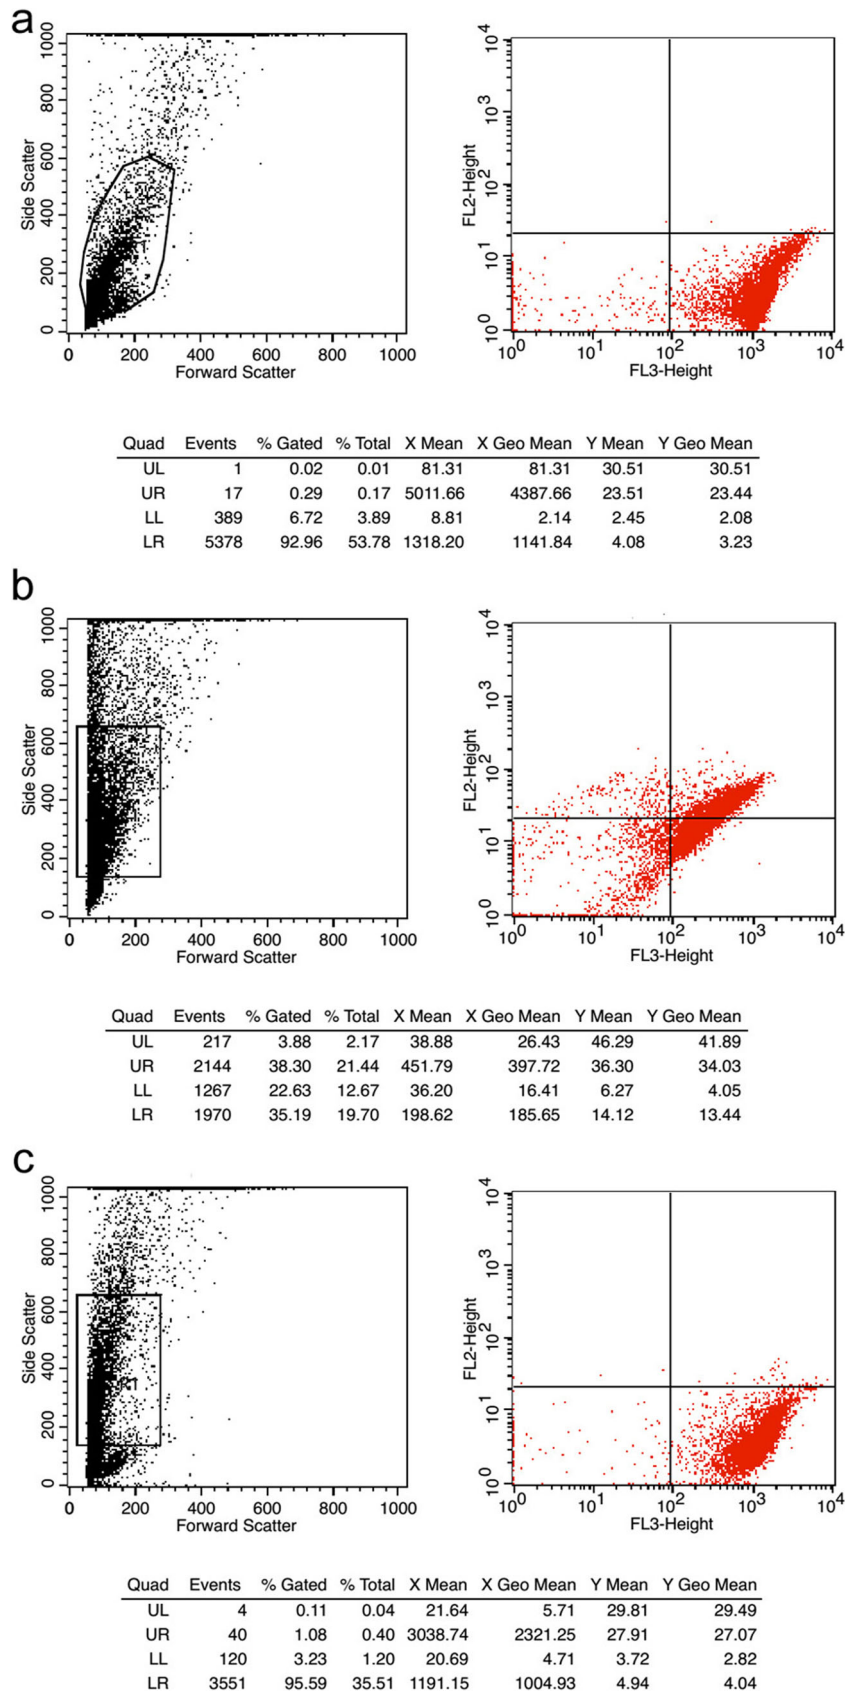 a
1000
800
600
400
200
0
Side Scatter
0 200 400 600 800 1000
Forward Scatter
10^4
10^3
10^2
10^1
10^0
FL2-Height
10^0 10^1 10^2 10^3 10^4
FL3-Height
Quad Events % Gated % Total X Mean X Geo Mean Y Mean Y Geo Mean
UL 1 0.02 0.01 81.31 81.31 30.51 30.51
UR 17 0.29 0.17 5011.66 4387.66 23.51 23.44
LL 389 6.72 3.89 8.81 2.14 2.45 2.08
LR 5378 92.96 53.78 1318.20 1141.84 4.08 3.23
b
1000
800
600
400
200
0
Side Scatter
0 200 400 600 800 1000
Forward Scatter
10^4
10^3
10^2
10^1
10^0
FL2-Height
10^0 10^1 10^2 10^3 10^4
FL3-Height
Quad Events % Gated % Total X Mean X Geo Mean Y Mean Y Geo Mean
UL 217 3.88 2.17 38.88 26.43 46.29 41.89
UR 2144 38.30 21.44 451.79 397.72 36.30 34.03
LL 1267 22.63 12.67 36.20 16.41 6.27 4.05
LR 1970 35.19 19.70 198.62 185.65 14.12 13.44
c
1000
800
600
400
200
0
Side Scatter
0 200 400 600 800 1000
Forward Scatter
10^4
10^3
10^2
10^1
10^0
FL2-Height
10^0 10^1 10^2 10^3 10^4
FL3-Height
Quad Events % Gated % Total X Mean X Geo Mean Y Mean Y Geo Mean
UL 4 0.11 0.04 21.64 5.71 29.81 29.49
UR 40 1.08 0.40 3038.74 2321.25 27.91 27.07
LL 120 3.23 1.20 20.69 4.71 3.72 2.82
LR 3551 95.59 35.51 1191.15 1004.93 4.94 4.04